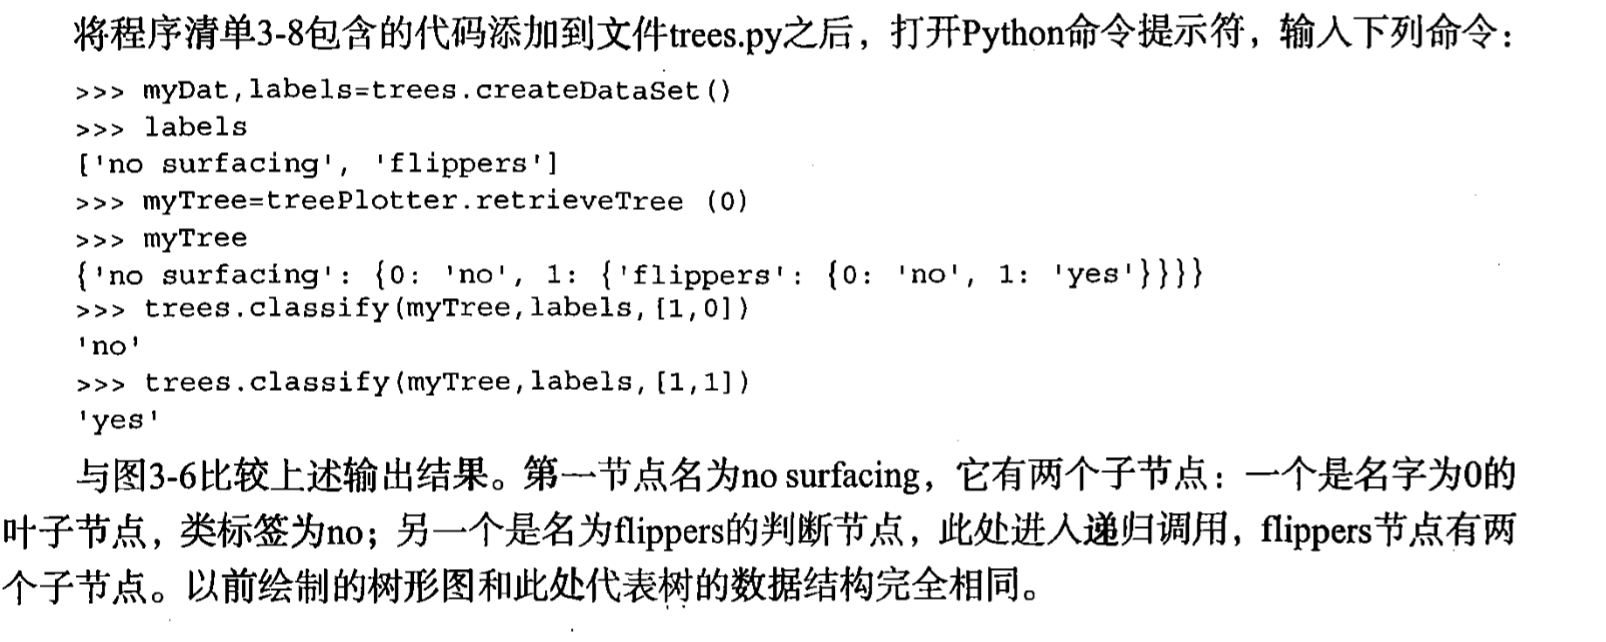 将程序清单3-8包含的代码添加到文件trees.py之后，打开Python命令提示符，输入下列命令：
>>> myDat,labels=trees.createDataSet()
>>> labels
['no surfacing', 'flippers']
>>> myTree=treePlotter.retrieveTree (0)
>>> myTree
{'no surfacing': {0: 'no', 1: {'flippers': {0: 'no', 1: 'yes'}}}}
>>> trees.classify(myTree,labels,[1,0])
'no'
>>> trees.classify(myTree,labels,[1,1])
'yes'
与图3-6比较上述输出结果。第一节点名为no surfacing，它有两个子节点：一个是名字为0的
叶子节点，类标签为no；另一个是名为flippers的判断节点，此处进入递归调用，flippers节点有两
个子节点。以前绘制的树形图和此处代表树的数据结构完全相同。